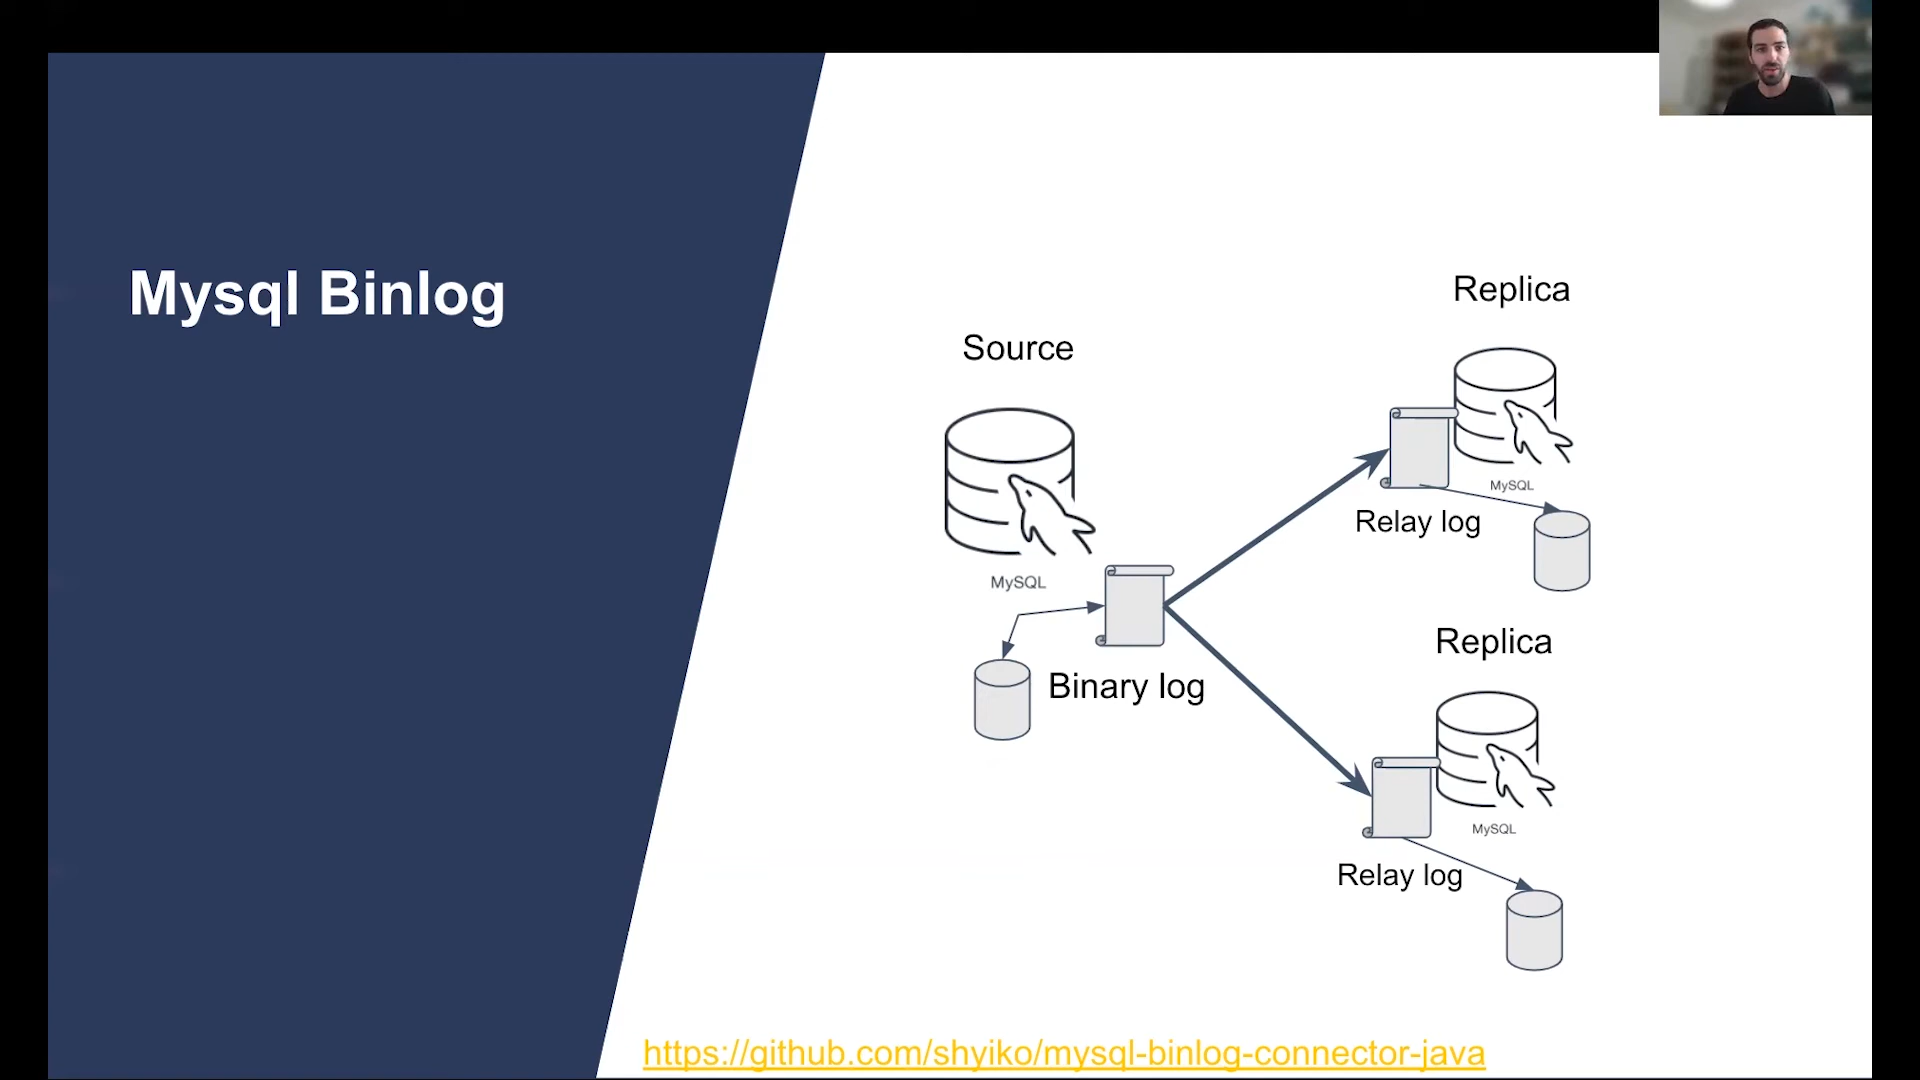 Mysql Binlog
Source
MySQL
Binary log
Replica
MySQL
Relay log
Replica
MySQL
Relay log
https://github.com/shyiko/mysql-binlog-connector-java